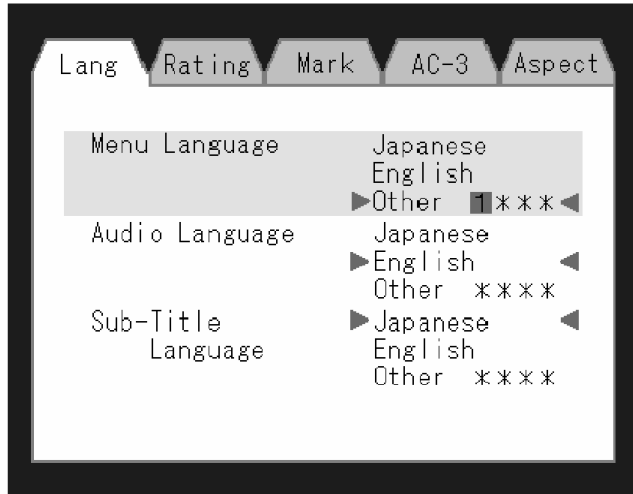 Lang Rating Mark AC-3 Aspect
Menu Language Japanese
English
▶Other 1***◀
Audio Language Japanese
▶English ◀
Other ****
Sub-Title ▶Japanese ◀
Language English
Other ****